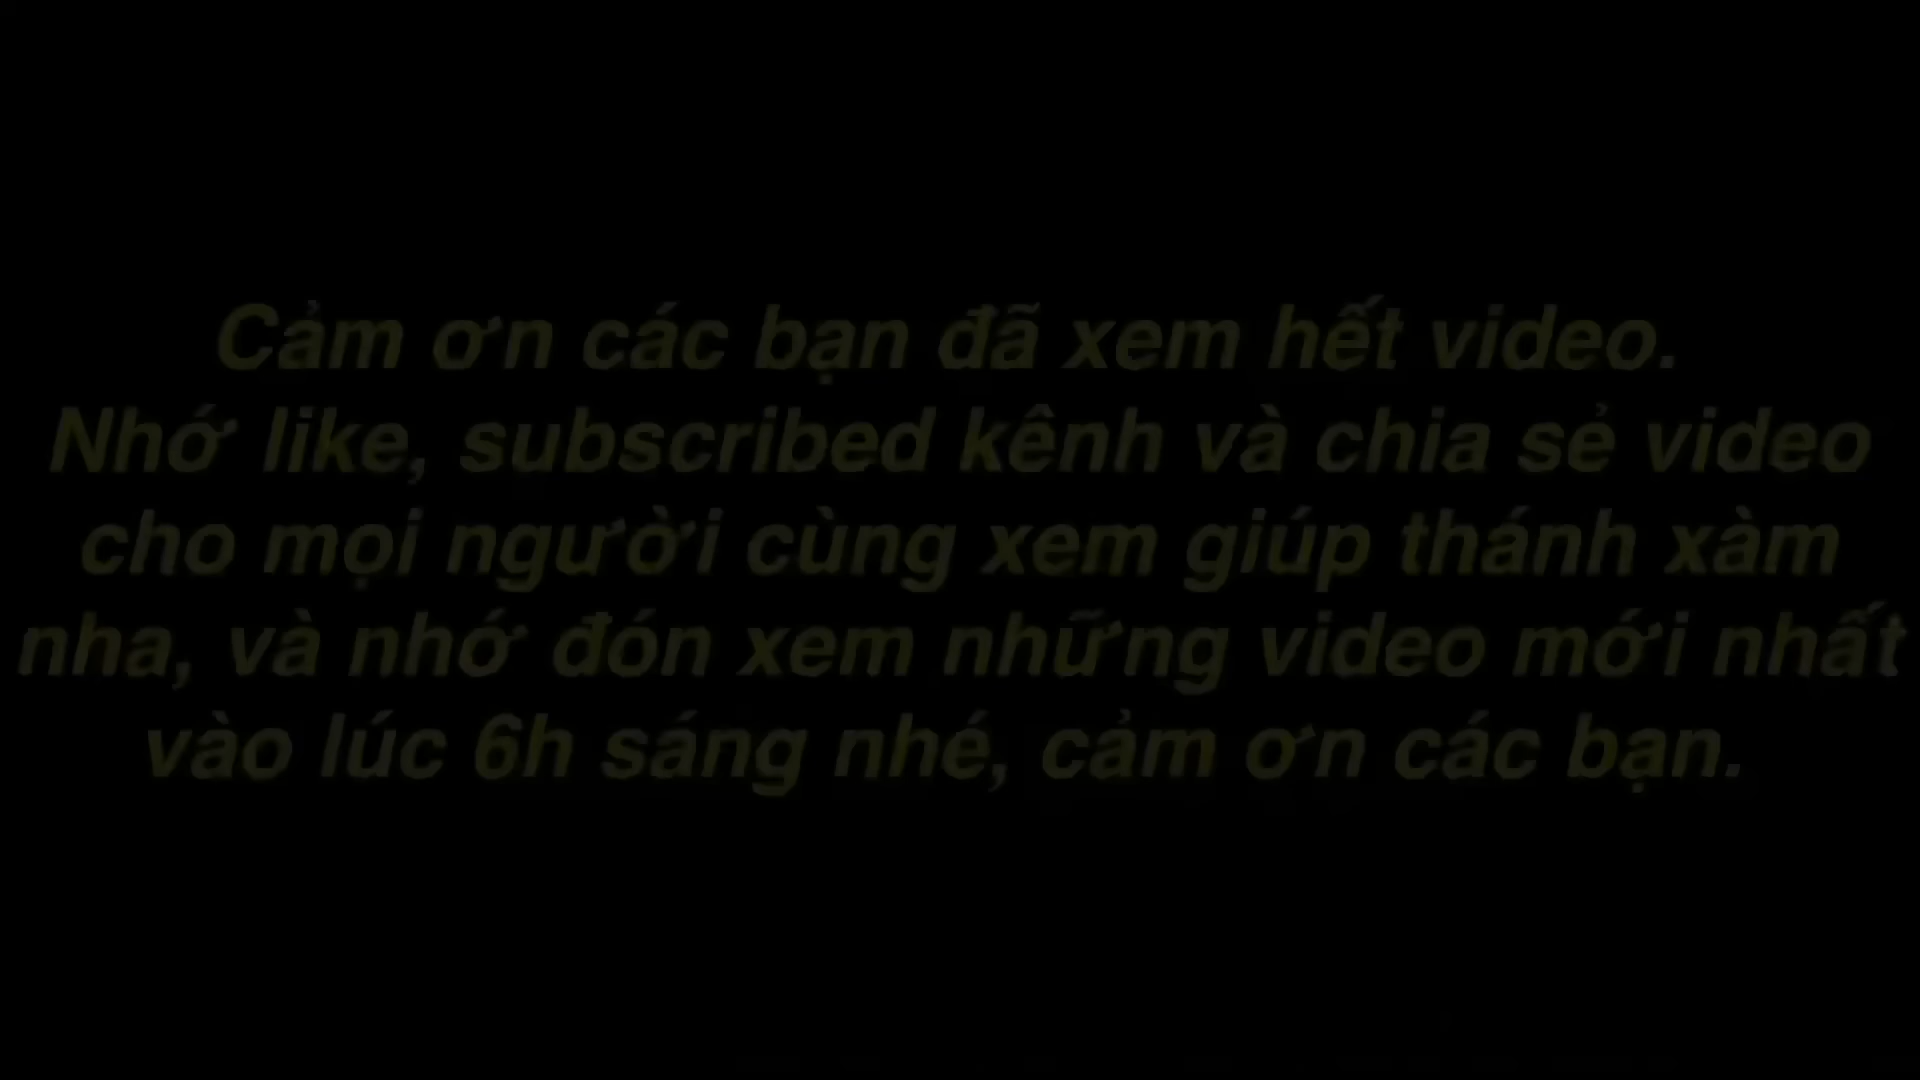 Cảm ơn các bạn đã xem hết video.
Nhớ like, subscribed kênh và chia sẻ video
cho mọi người cùng xem giúp thánh xàm
nha, và nhớ đón xem những video mới nhất
vào lúc 6h sáng nhé, cảm ơn các bạn.